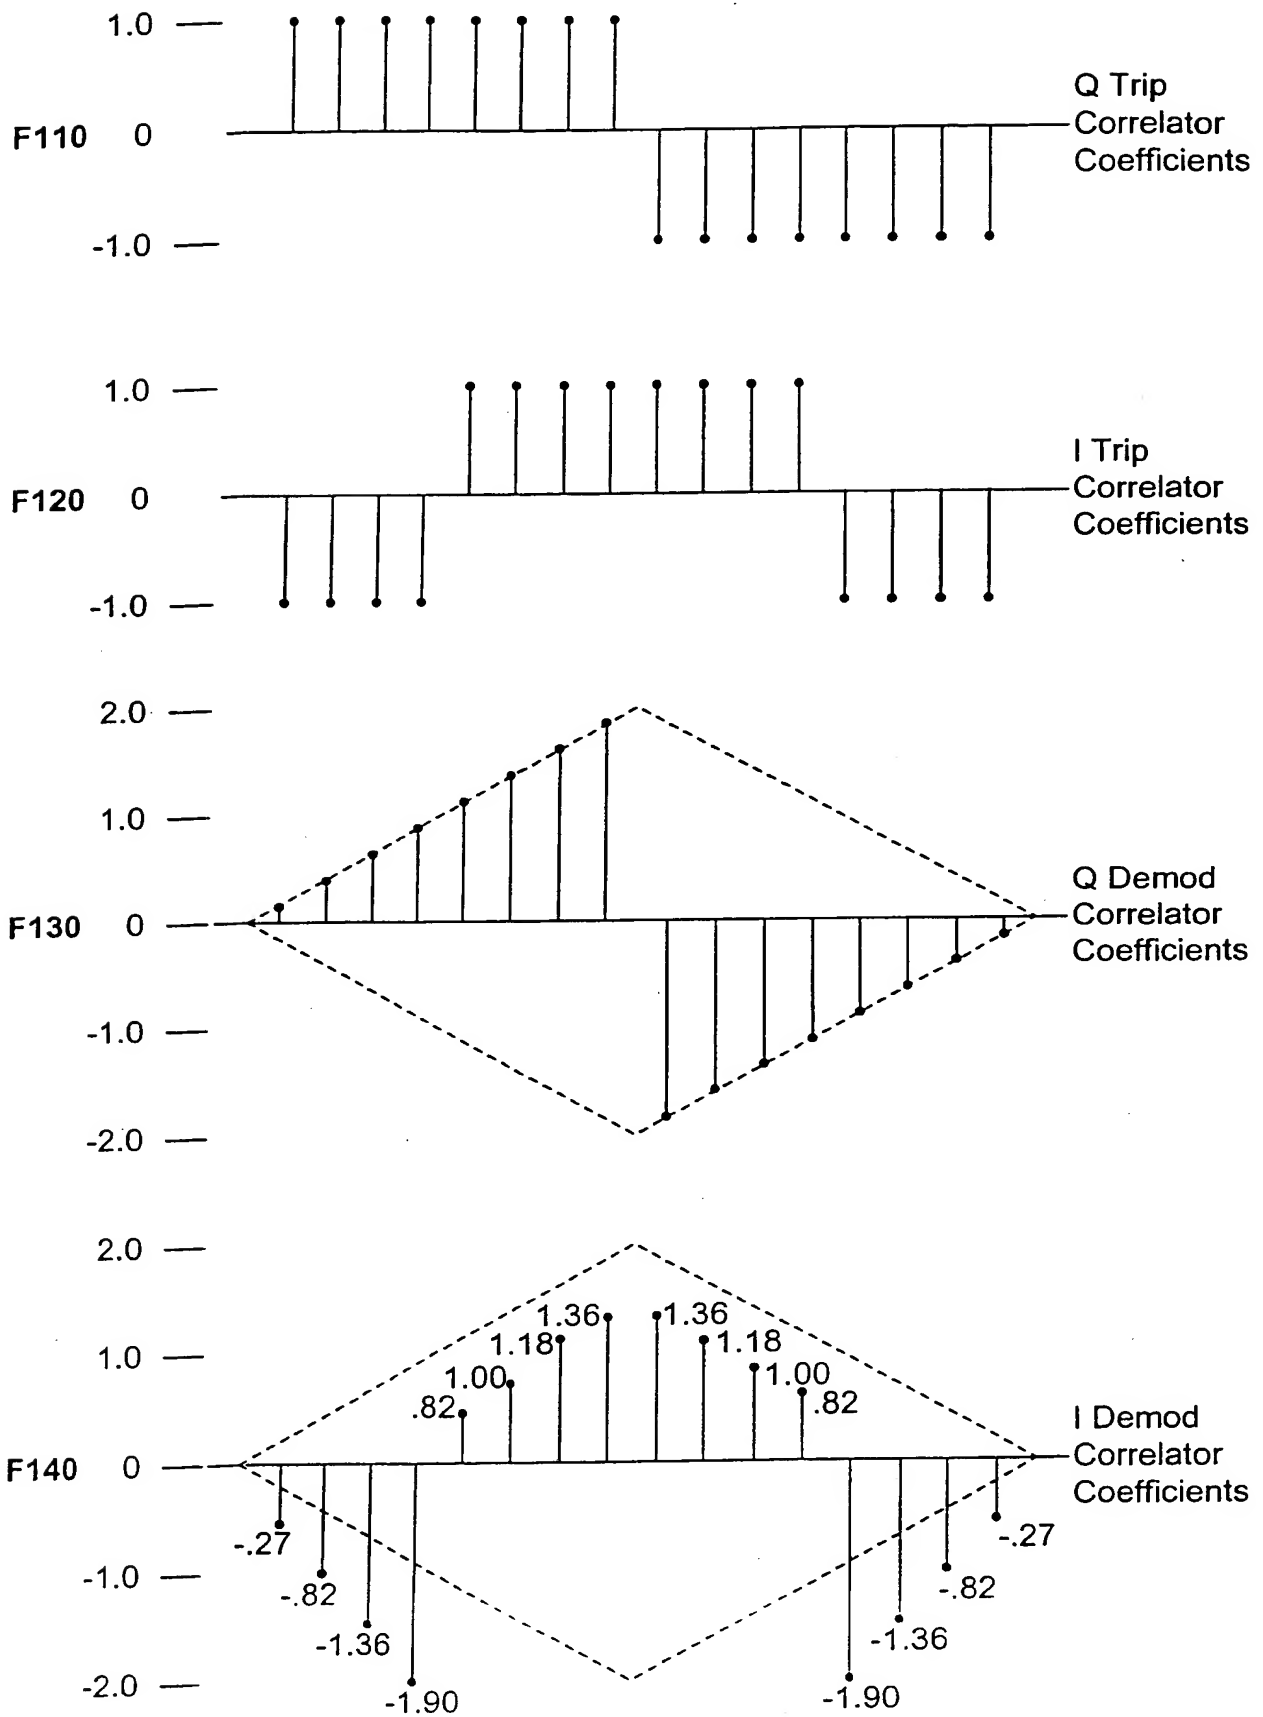 1.0
Q Trip
Correlator
Coefficients
F110 0
-1.0
1.0
I Trip
Correlator
Coefficients
F120 0
-1.0
2.0
1.0
Q Demod
Correlator
Coefficients
F130 0
-1.0
-2.0
2.0
1.36 1.36
1.18 1.18
1.0
1.00 1.00
.82 .82
I Demod
Correlator
Coefficients
F140 0
-.27 -.27
-1.0
-.82 -.82
-1.36 -1.36
-2.0
-1.90 -1.90